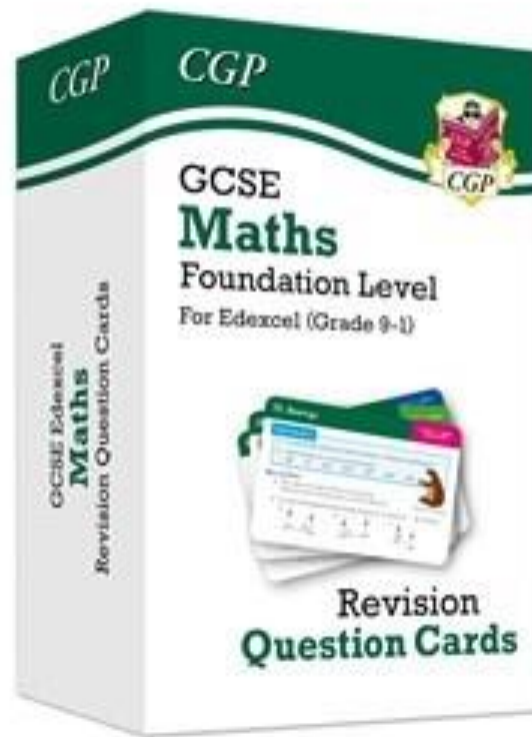 CGP
CGP
CGP
GCSE
Maths
Foundation Level
For Edexcel (Grade 9-1)
GCSE Edexcel
Maths
Revision Question Cards
Revision
Question Cards